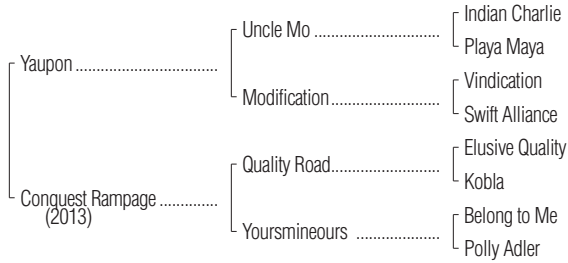 Indian Charlie
Uncle Mo ..............................
Playa Maya
Yaupon ..................................
Vindication
Modification..........................
Swift Alliance
Elusive Quality
Quality Road..........................
Kobla
Conquest Rampage ..............
(2013)
Belong to Me
Yoursmineours ....................
Polly Adler